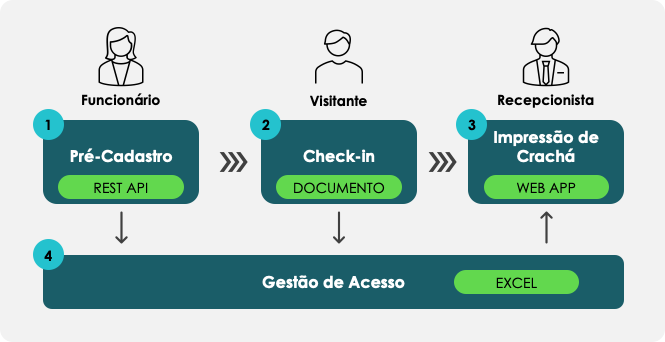 Funcionário
Visitante
Recepcionista
1
Pré-Cadastro
REST API
2
Check-in
DOCUMENTO
3
Impressão de
Crachá
WEB APP
4
Gestão de Acesso
EXCEL